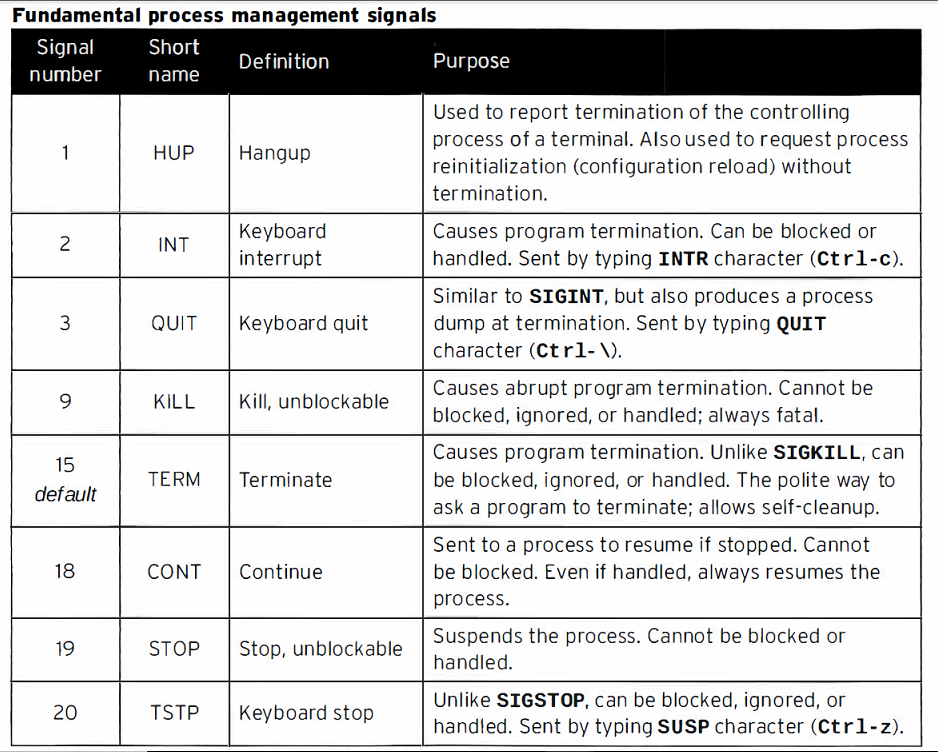 Fundamental process management signals
Signal number
Short name
Definition
Purpose
1
HUP
Hangup
Used to report termination of the controlling
process of a terminal. Also used to request process
reinitialization (configuration reload) without
termination.
2
INT
Keyboard
interrupt
Causes program termination. Can be blocked or
handled. Sent by typing INTR character (Ctrl-c).
3
QUIT
Keyboard quit
Similar to SIGINT, but also produces a process
dump at termination. Sent by typing QUIT
character (Ctrl-\).
9
KILL
Kill, unblockable
Causes abrupt program termination. Cannot be
blocked, ignored, or handled; always fatal.
15
default
TERM
Terminate
Causes program termination. Unlike SIGKILL, can
be blocked, ignored, or handled. The polite way to
ask a program to terminate; allows self-cleanup.
18
CONT
Continue
Sent to a process to resume if stopped. Cannot
be blocked. Even if handled, always resumes the
process.
19
STOP
Stop, unblockable
Suspends the process. Cannot be blocked or
handled.
20
TSTP
Keyboard stop
Unlike SIGSTOP, can be blocked, ignored, or
handled. Sent by typing SUSP character (Ctrl-z).